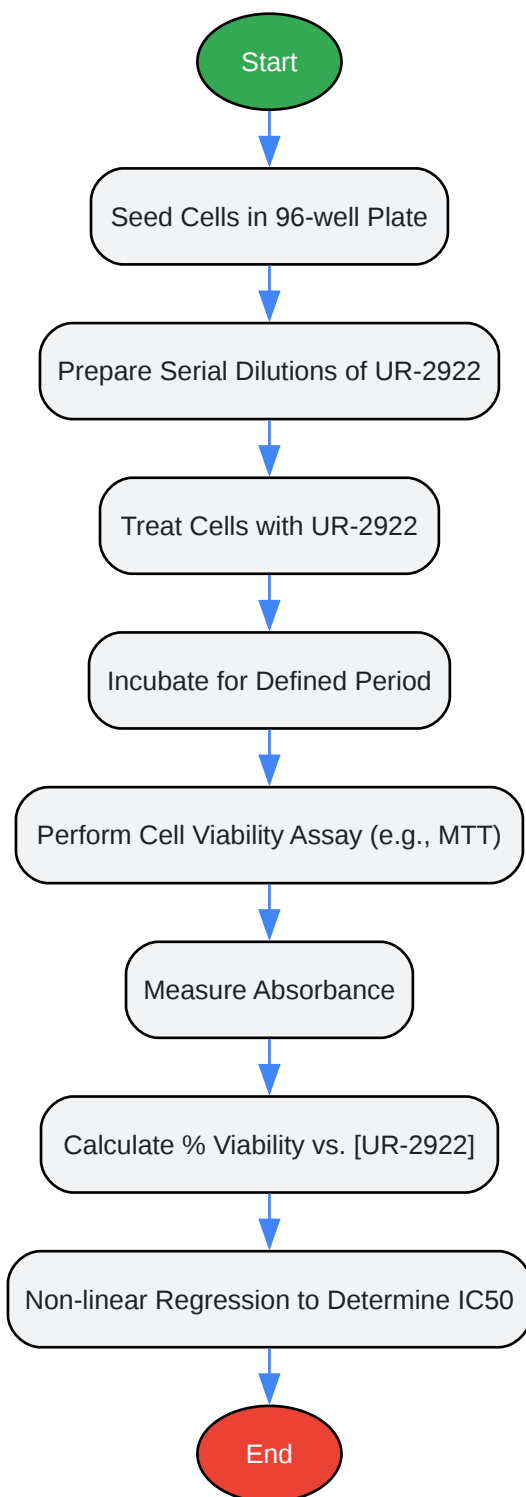 Start
Seed Cells in 96-well Plate
Prepare Serial Dilutions of UR-2922
Treat Cells with UR-2922
Incubate for Defined Period
Perform Cell Viability Assay (e.g., MTT)
Measure Absorbance
Calculate % Viability vs. [UR-2922]
Non-linear Regression to Determine IC50
End